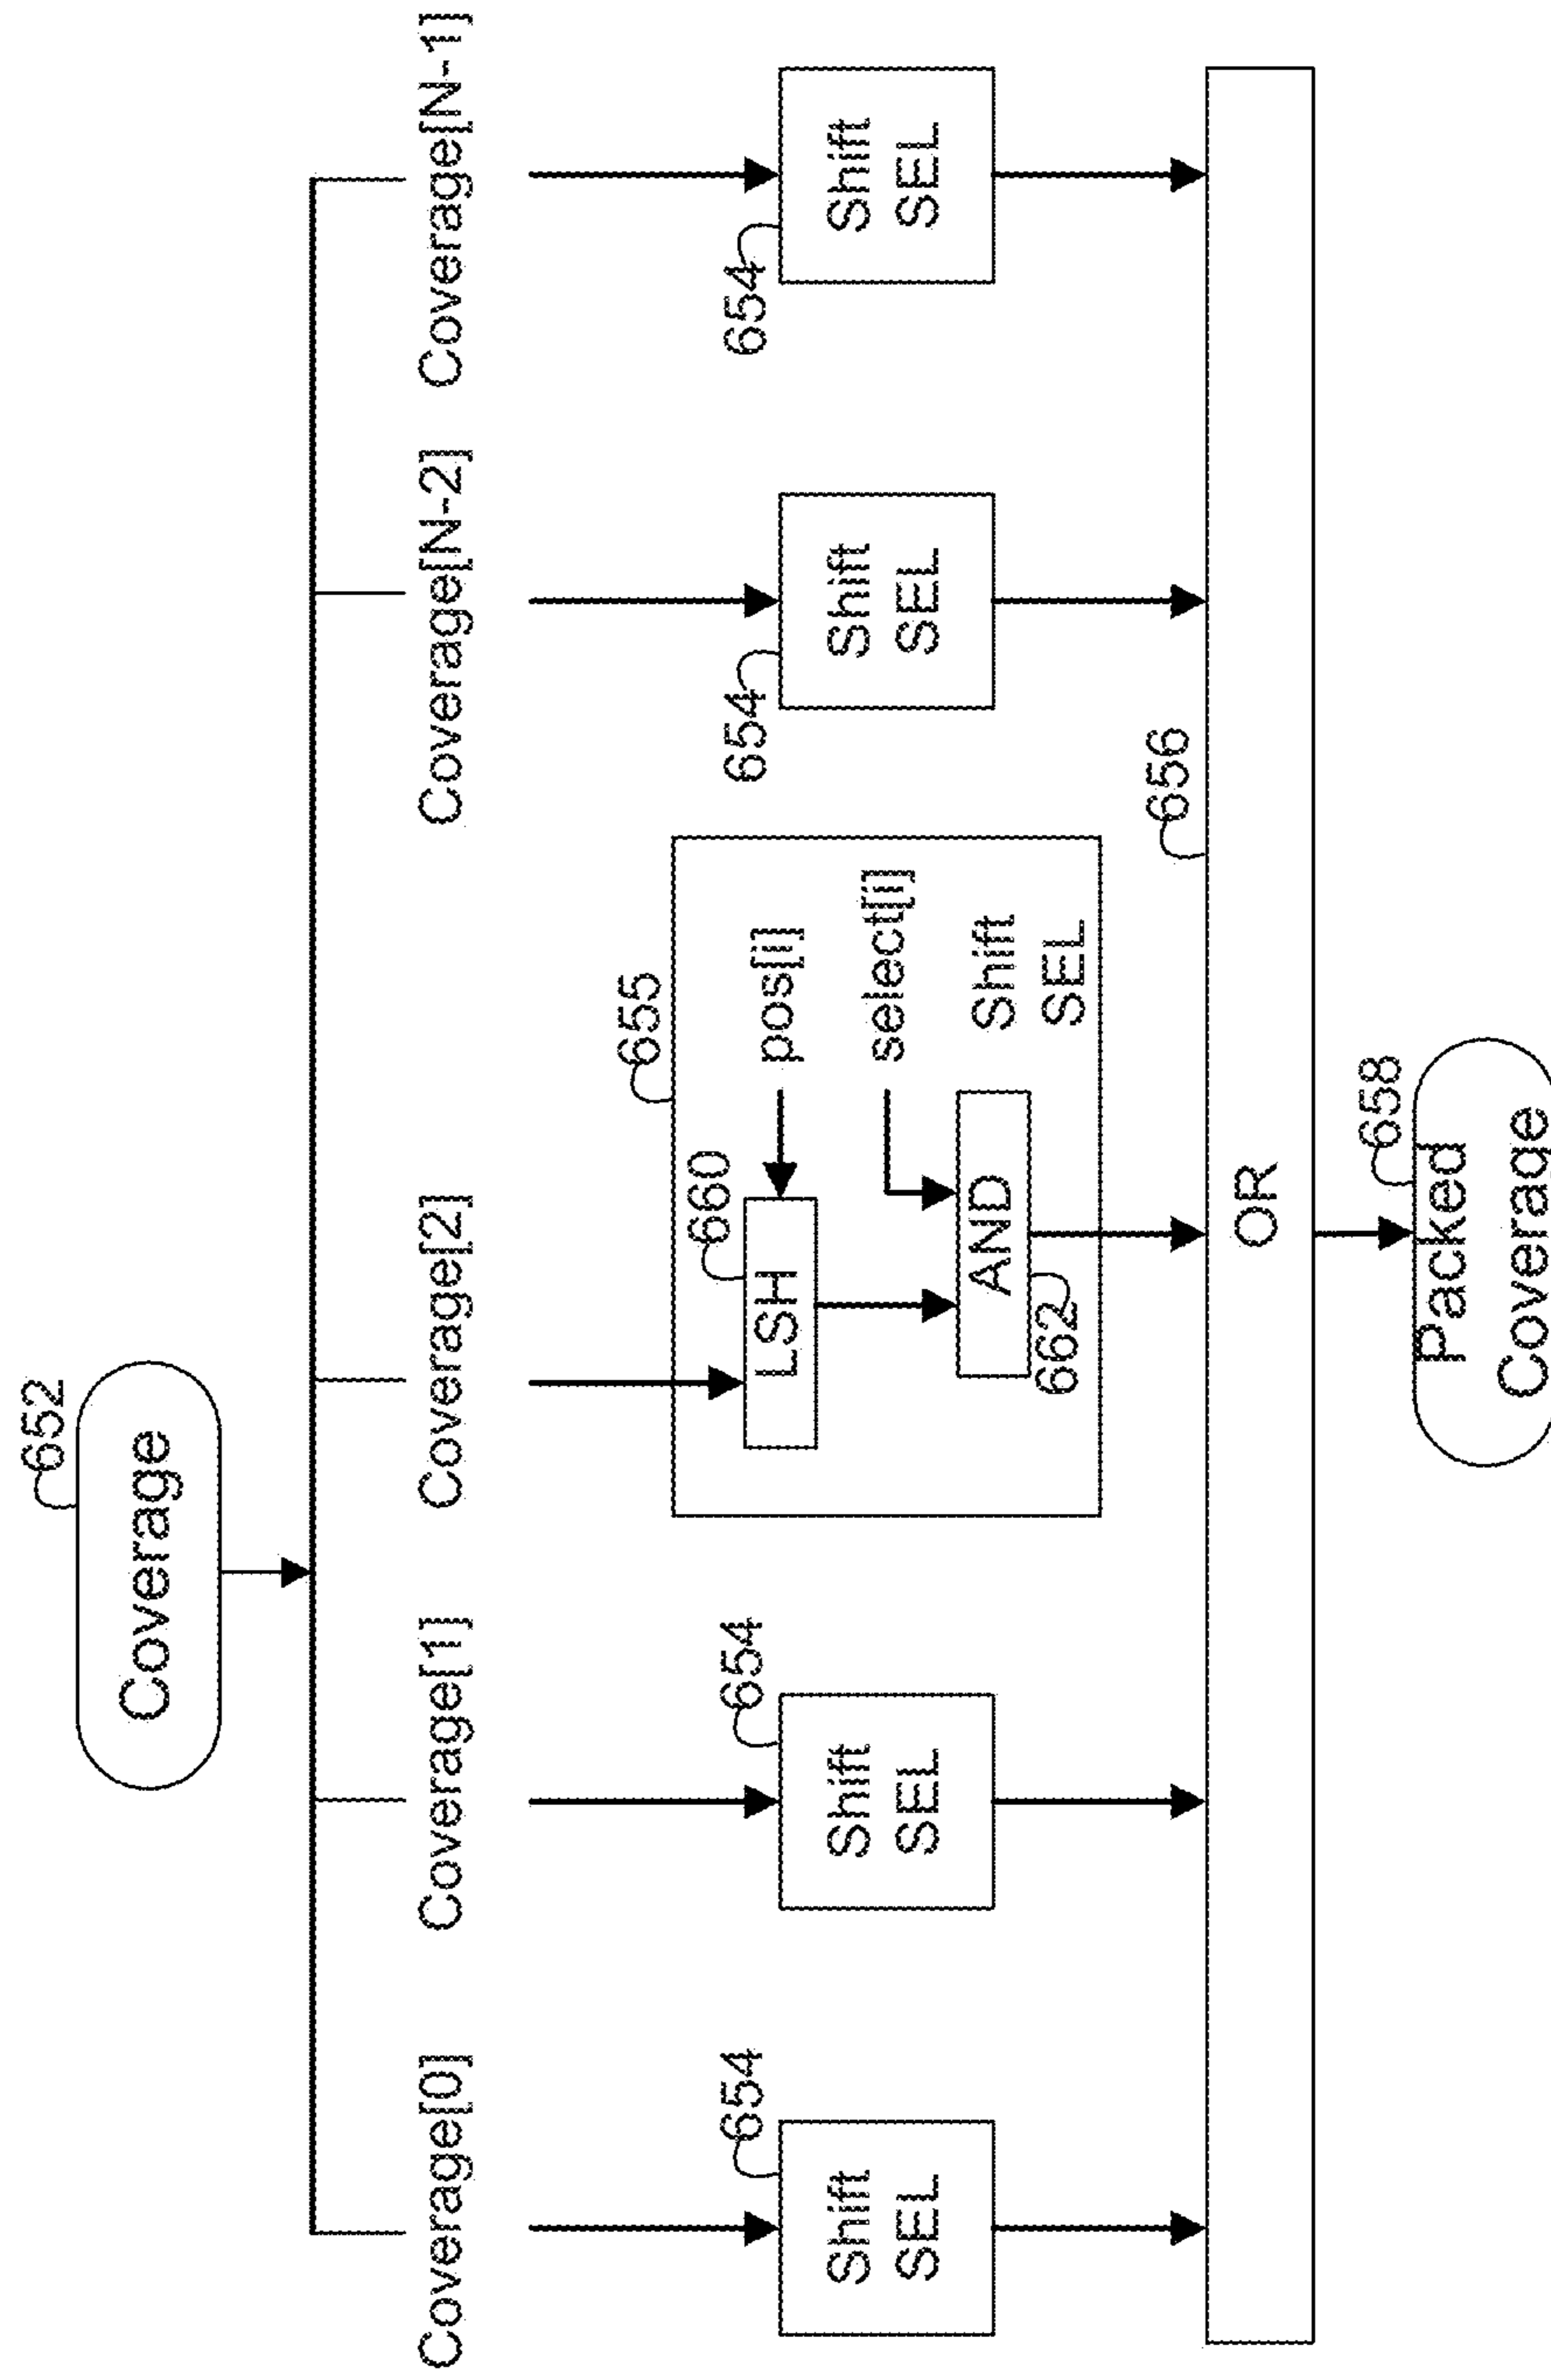 652
Coverage
Coverage[0]
Coverage[1]
Coverage[2]
Coverage[N-2]
Coverage[N-1]
654
Shift
SEL
654
Shift
SEL
655
660
LSH
pos[i]
select[i]
AND
662
Shift
SEL
654
Shift
SEL
654
Shift
SEL
656
OR
658
Packed
Coverage